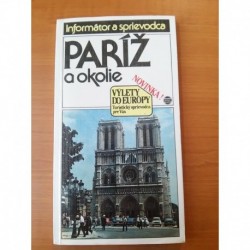 Informátor a sprievodca
PARÍŽ
a okolie
NOVINKA!
VÝLETY
DO EURÓPY
Turistický sprievodca
pre Vás